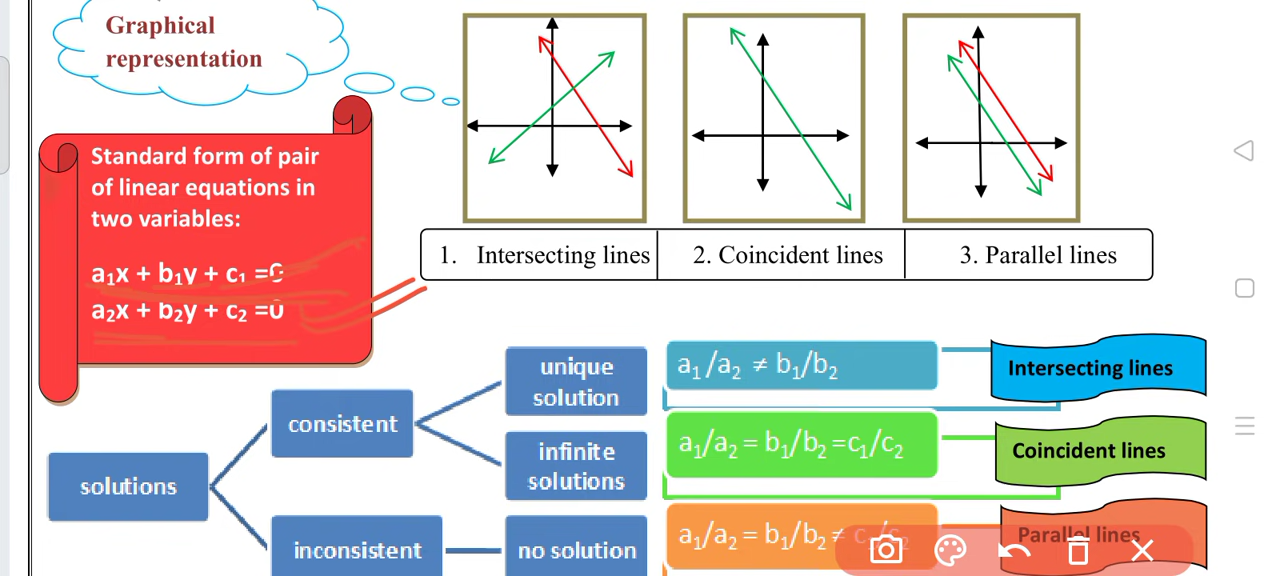 Graphical
representation
Standard form of pair
of linear equations in
two variables:
a₁x + b₁y + c₁ =0
a₂x + b₂y + c₂ =0
1. Intersecting lines
2. Coincident lines
3. Parallel lines
solutions
consistent
inconsistent
unique
solution
infinite
solutions
no solution
a₁/a₂ ≠ b₁/b₂
Intersecting lines
a₁/a₂ = b₁/b₂ =c₁/c₂
Coincident lines
a₁/a₂ = b₁/b₂ ≠ c₁/c₂
Parallel lines